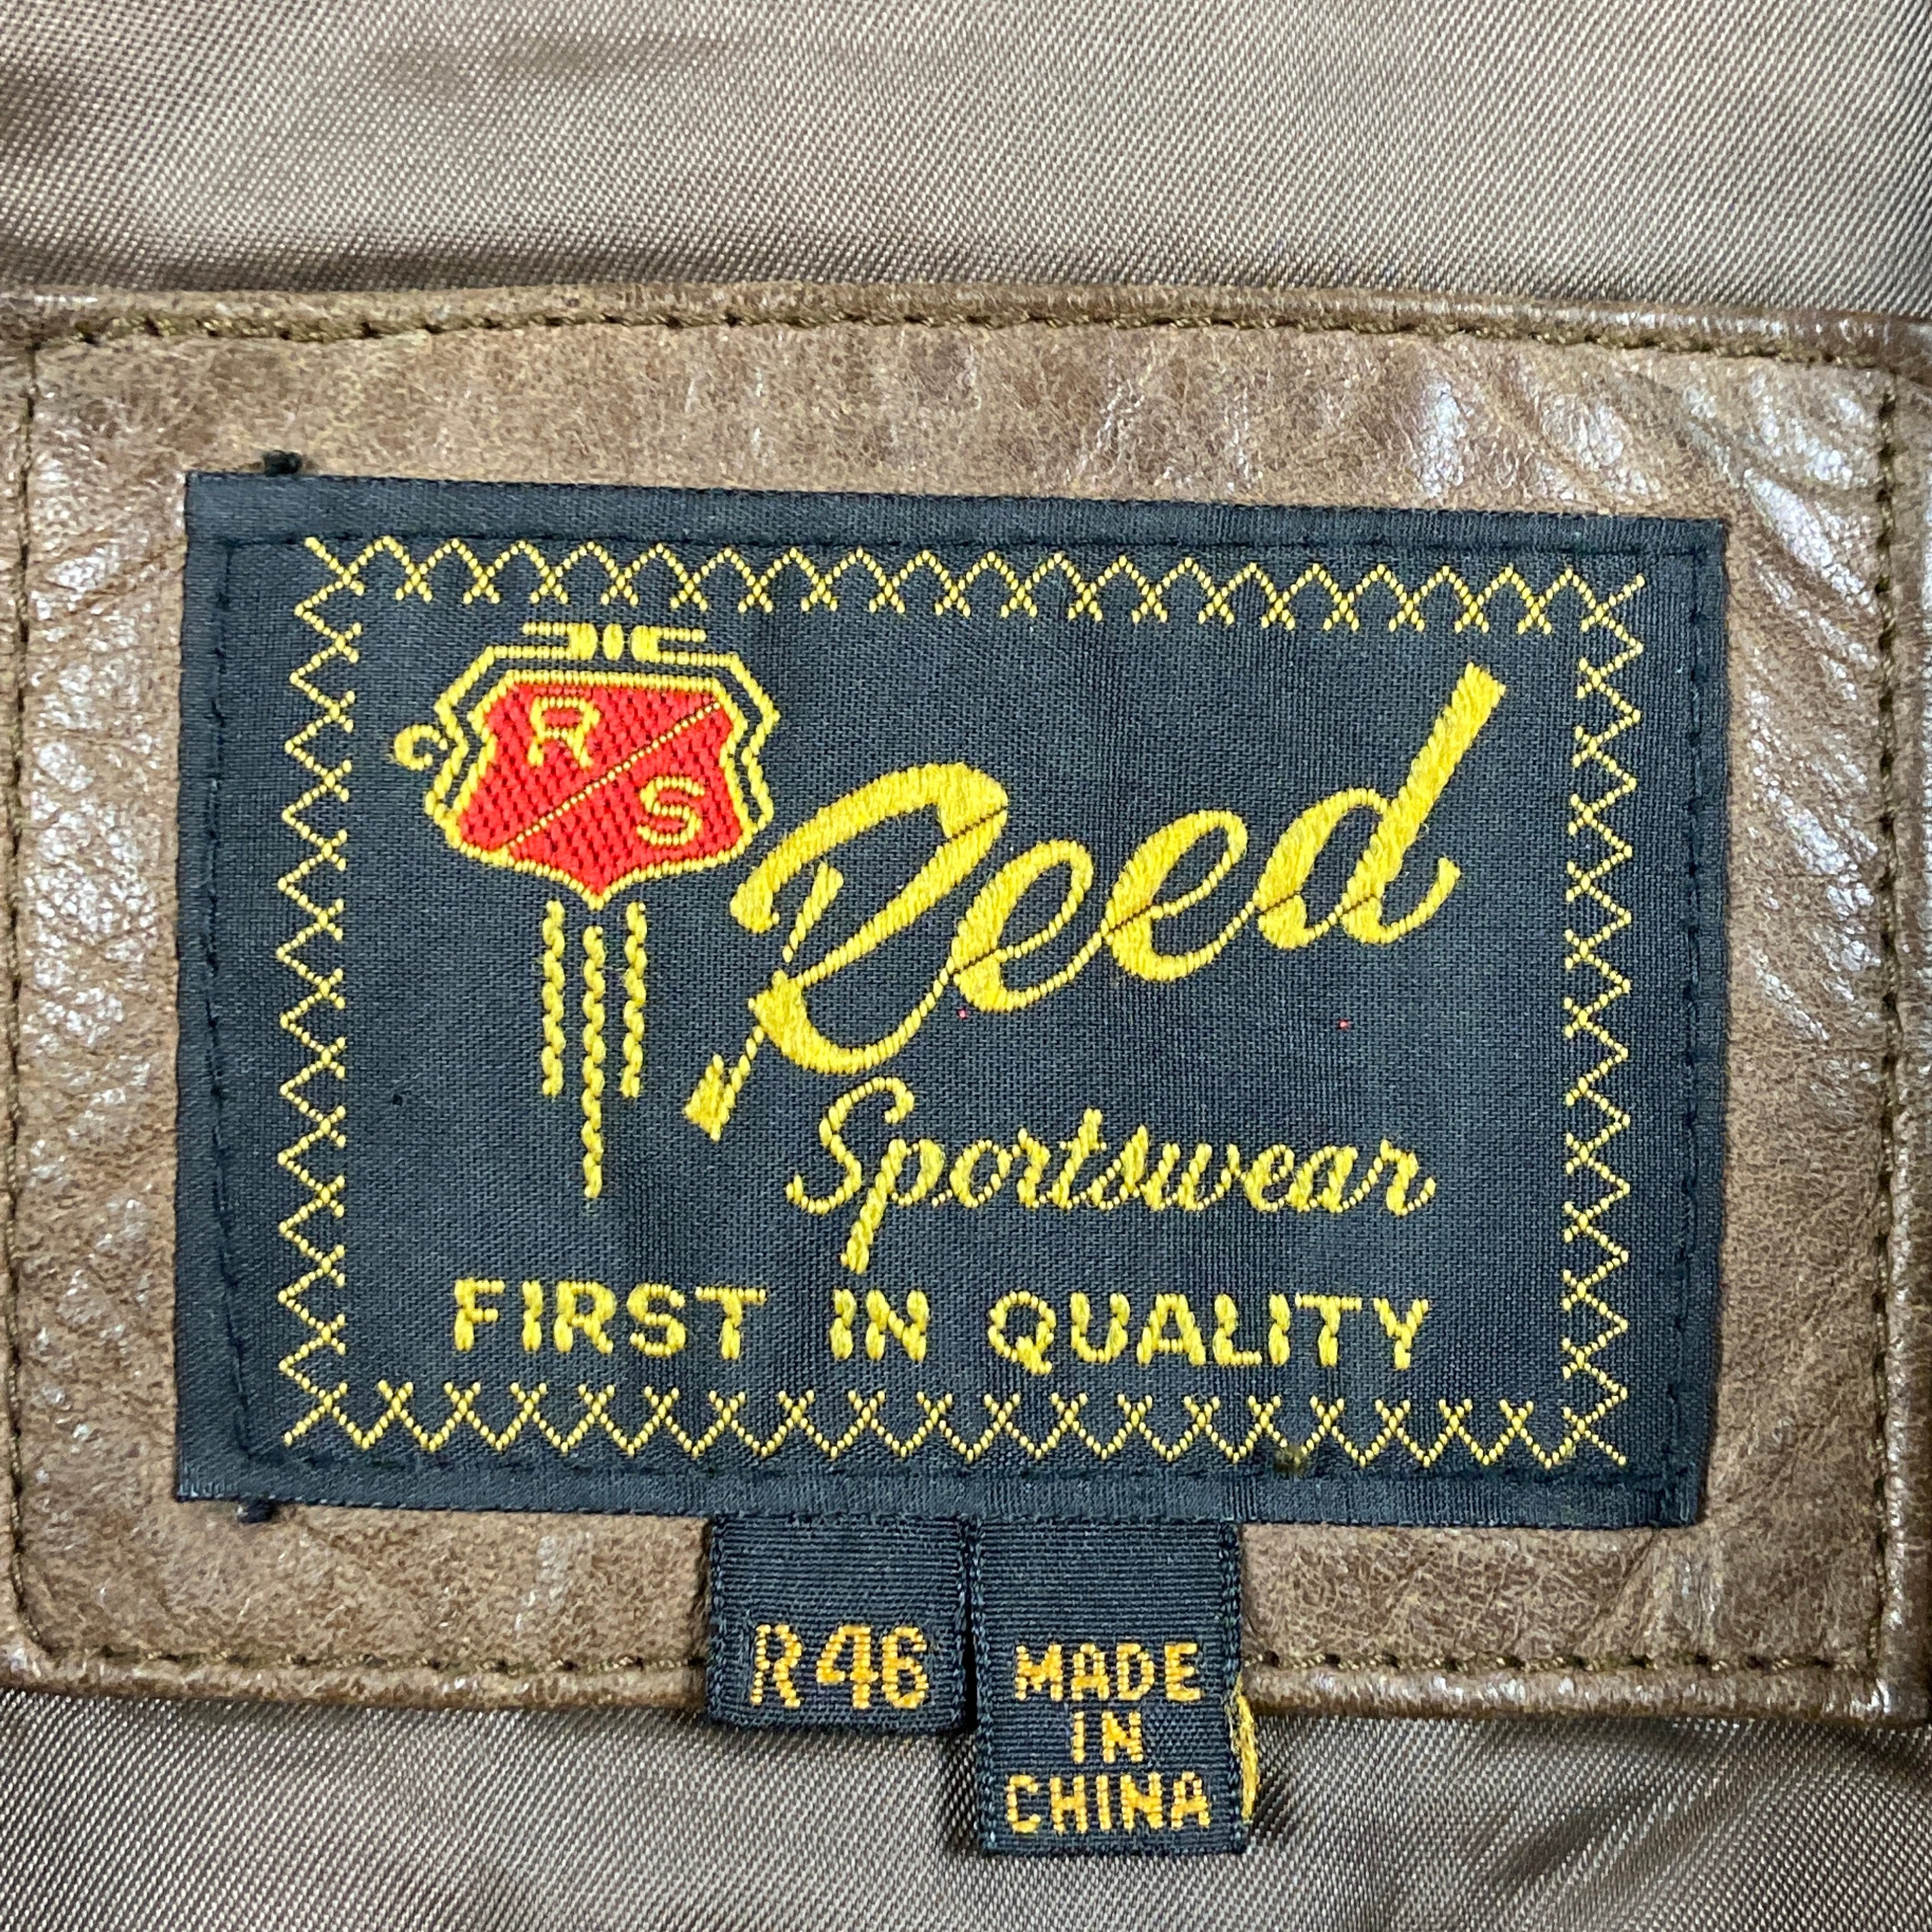 R
S
Reed
Sportswear
FIRST IN QUALITY
R46
MADE
IN
CHINA